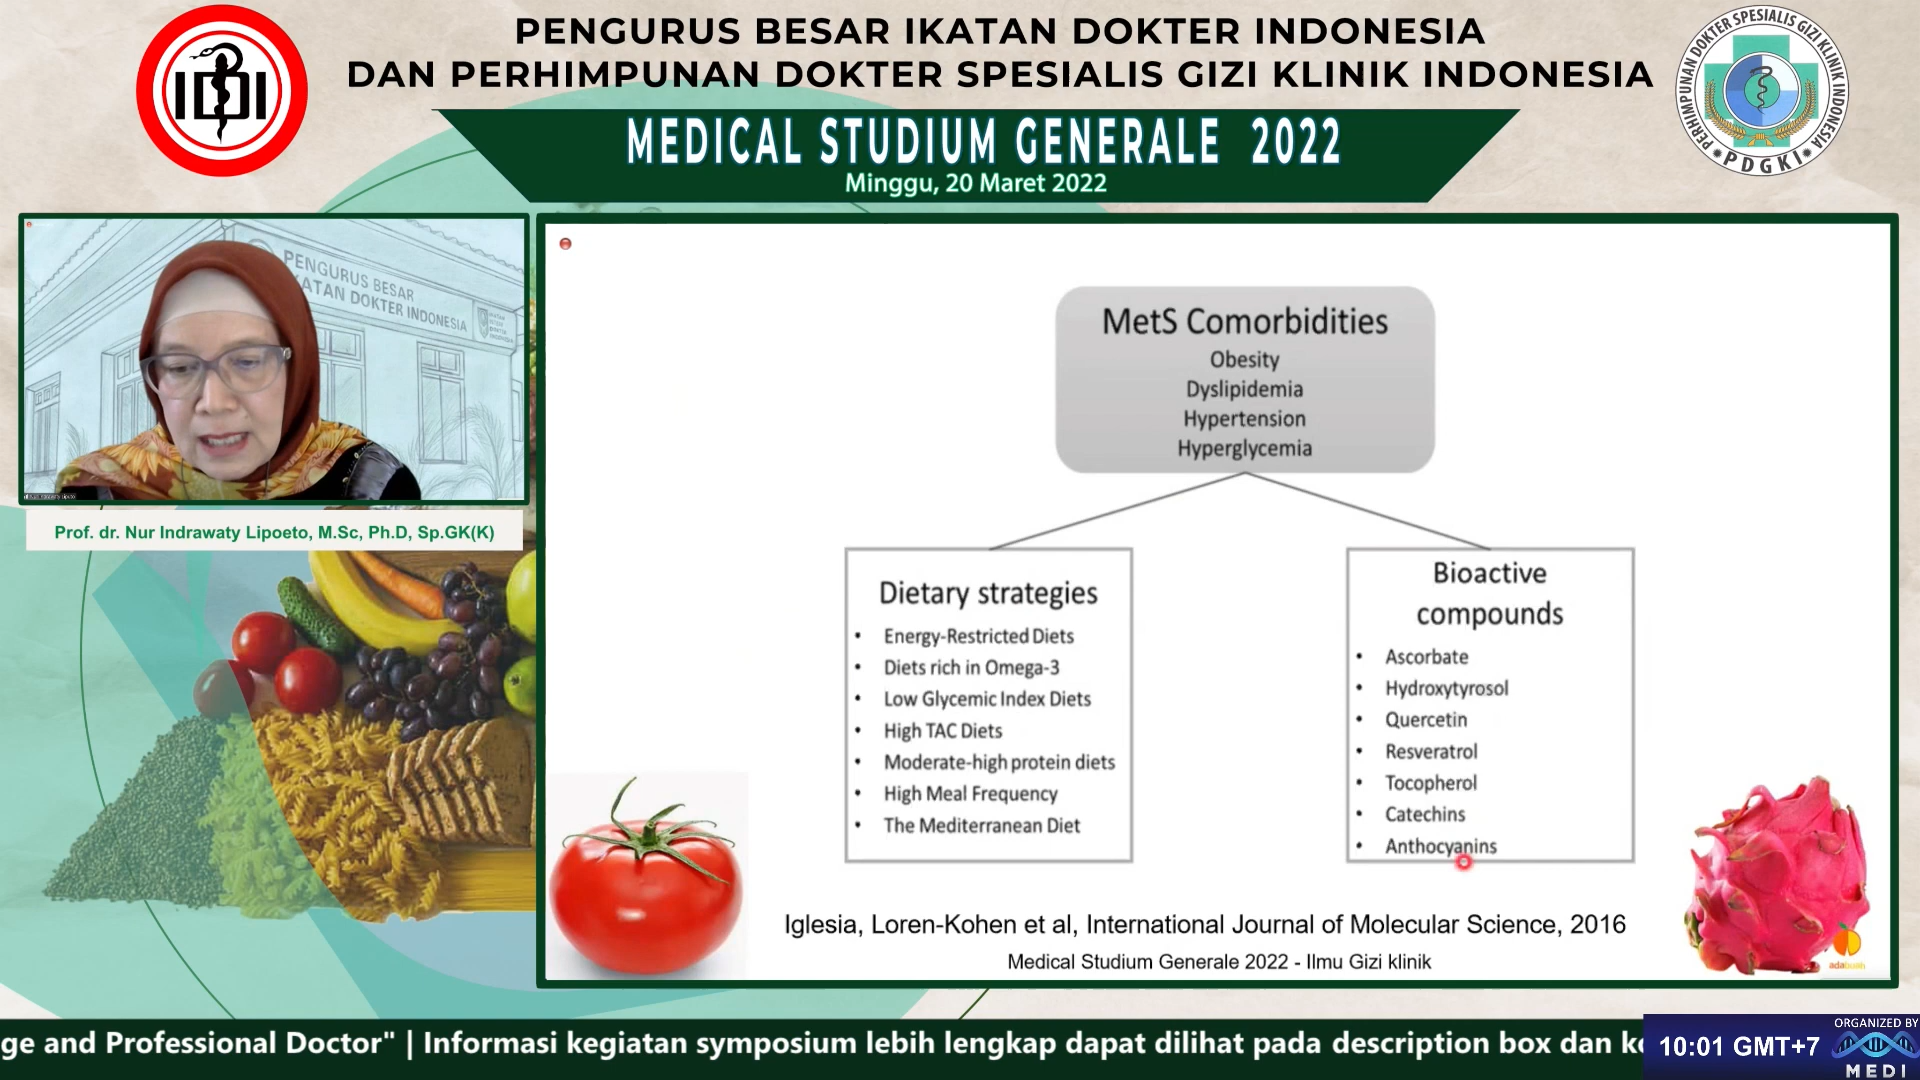 PENGURUS BESAR IKATAN DOKTER INDONESIA
DAN PERHIMPUNAN DOKTER SPESIALIS GIZI KLINIK INDONESIA
IDI
PERHIMPUNAN DOKTER SPESIALIS GIZI KLINIK INDONESIA
PDGKI
MEDICAL STUDIUM GENERALE 2022
Minggu, 20 Maret 2022
PENGURUS BESAR
IKATAN DOKTER INDONESIA
Prof. dr. Nur Indrawaty Lipoeto, M.Sc, Ph.D, Sp.GK(K)
MetS Comorbidities
Obesity
Dyslipidemia
Hypertension
Hyperglycemia
Dietary strategies
• Energy-Restricted Diets
• Diets rich in Omega-3
• Low Glycemic Index Diets
• High TAC Diets
• Moderate-high protein diets
• High Meal Frequency
• The Mediterranean Diet
Bioactive
compounds
• Ascorbate
• Hydroxytyrosol
• Quercetin
• Resveratrol
• Tocopherol
• Catechins
• Anthocyanins
Iglesia, Loren-Kohen et al, International Journal of Molecular Science, 2016
Medical Studium Generale 2022 - Ilmu Gizi klinik
ge and Professional Doctor" | Informasi kegiatan symposium lebih lengkap dapat dilihat pada description box dan
10:01 GMT+7
ORGANIZED BY
MEDI